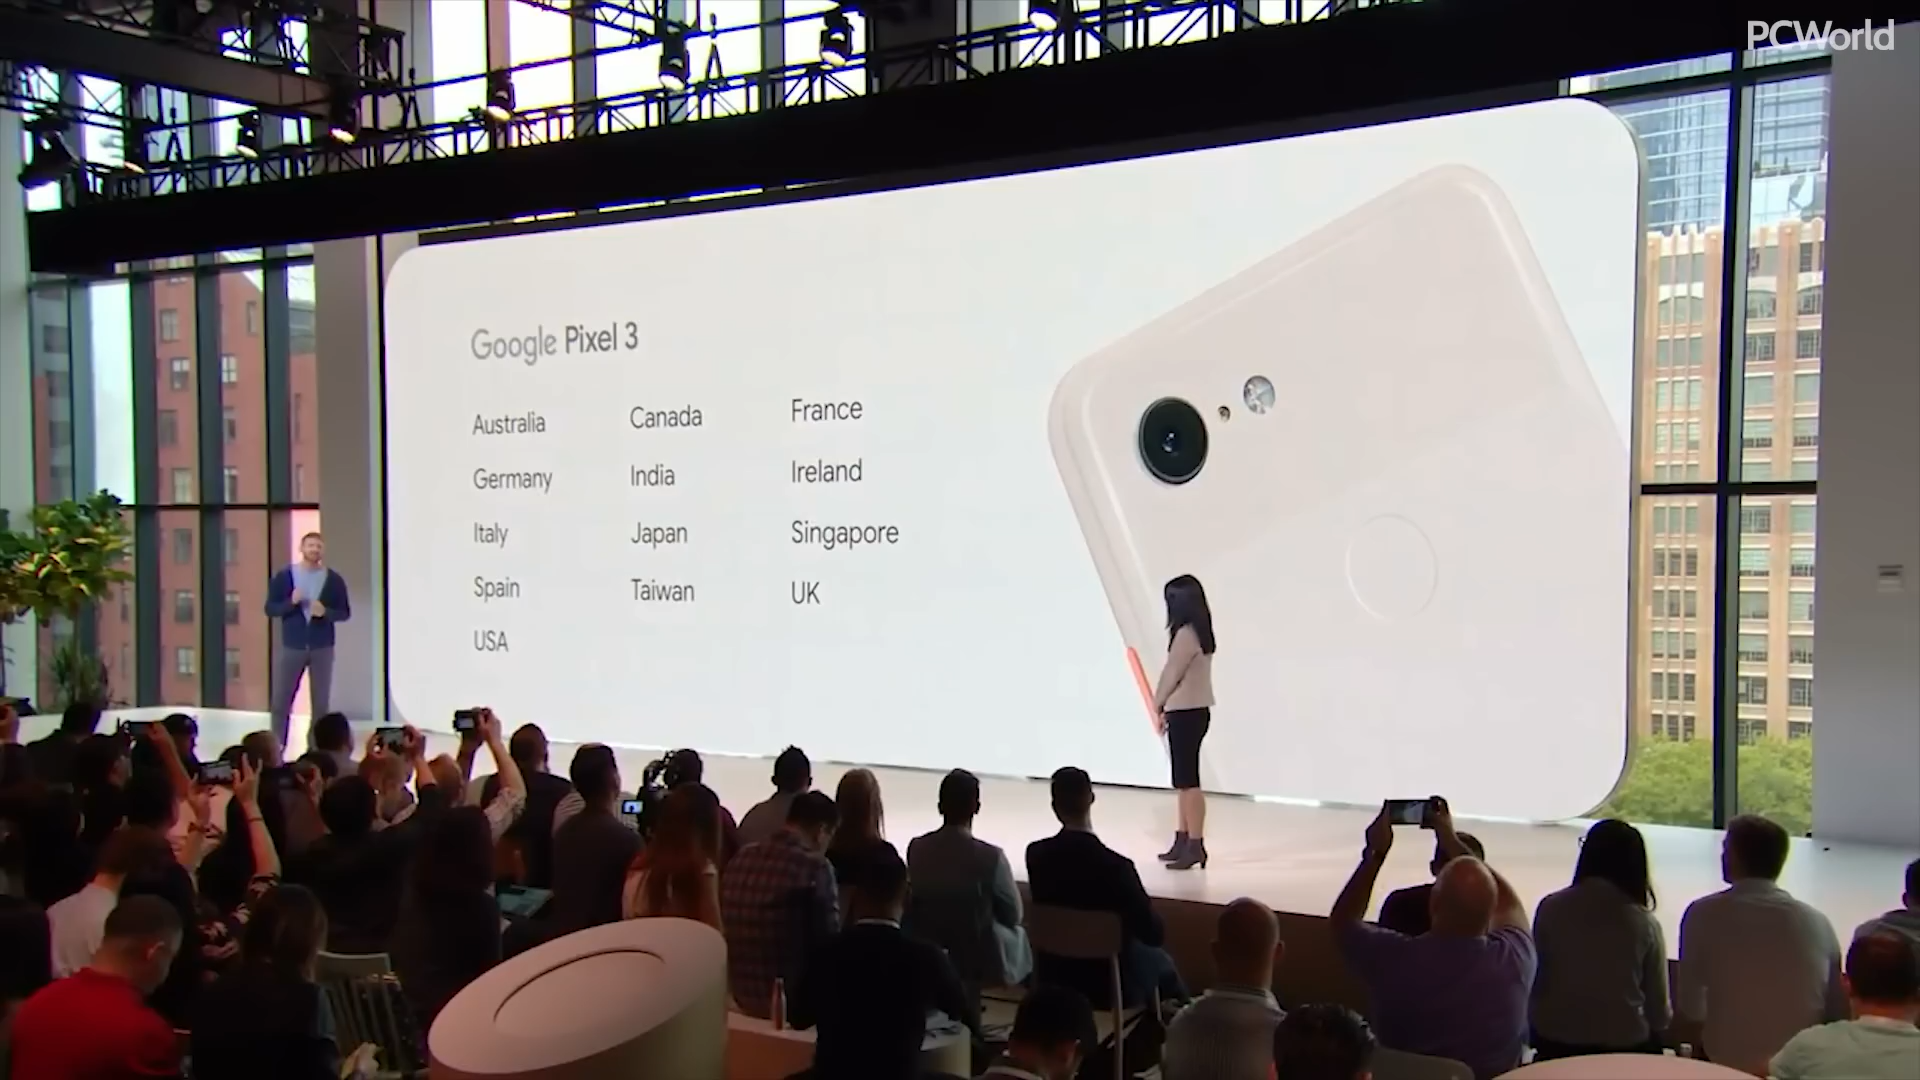 PCWorld
Google Pixel 3
Australia Canada France
Germany India Ireland
Italy Japan Singapore
Spain Taiwan UK
USA